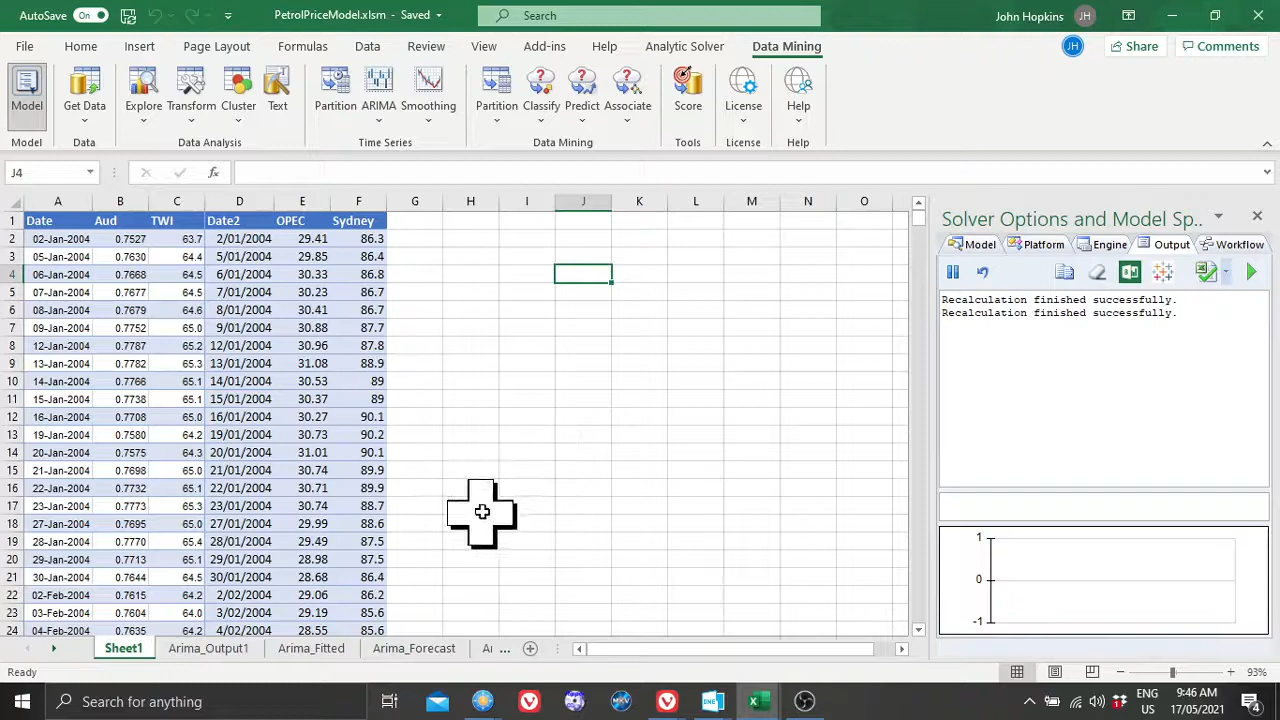 AutoSave On PetrolPriceModel.xlsm - Saved Search John Hopkins JH
File Home Insert Page Layout Formulas Data Review View Add-ins Help Analytic Solver Data Mining JH Share Comments
Model Get Data Explore Transform Cluster Text Partition ARIMA Smoothing Partition Classify Predict Associate Score License Help
Model Data Data Analysis Time Series Data Mining Tools License Help
J4 fx
A B C D E F G H I J K L M N O
1 Date Aud TWI Date2 OPEC Sydney
2 02-Jan-2004 0.7527 63.7 2/01/2004 29.41 86.3
3 05-Jan-2004 0.7630 64.4 5/01/2004 29.85 86.4
4 06-Jan-2004 0.7668 64.5 6/01/2004 30.33 86.8
5 07-Jan-2004 0.7677 64.5 7/01/2004 30.23 86.7
6 08-Jan-2004 0.7679 64.6 8/01/2004 30.41 86.7
7 09-Jan-2004 0.7752 65.0 9/01/2004 30.88 87.7
8 12-Jan-2004 0.7787 65.2 12/01/2004 30.96 87.8
9 13-Jan-2004 0.7782 65.3 13/01/2004 31.08 88.9
10 14-Jan-2004 0.7766 65.1 14/01/2004 30.53 89
11 15-Jan-2004 0.7738 65.1 15/01/2004 30.37 89
12 16-Jan-2004 0.7708 65.0 16/01/2004 30.27 90.1
13 19-Jan-2004 0.7580 64.2 19/01/2004 30.73 90.2
14 20-Jan-2004 0.7575 64.3 20/01/2004 31.01 90.1
15 21-Jan-2004 0.7698 65.0 21/01/2004 30.74 89.9
16 22-Jan-2004 0.7732 65.1 22/01/2004 30.71 89.9
17 23-Jan-2004 0.7773 65.3 23/01/2004 30.74 88.7
18 27-Jan-2004 0.7695 65.0 27/01/2004 29.99 88.6
19 28-Jan-2004 0.7770 65.4 28/01/2004 29.49 87.5
20 29-Jan-2004 0.7713 65.1 29/01/2004 28.98 87.5
21 30-Jan-2004 0.7644 64.5 30/01/2004 28.68 86.4
22 02-Feb-2004 0.7615 64.2 2/02/2004 29.06 86.2
23 03-Feb-2004 0.7604 64.0 3/02/2004 29.19 85.6
24 04-Feb-2004 0.7635 64.2 4/02/2004 28.55 85.6
Solver Options and Model Sp...
Model Platform Engine Output Workflow
Recalculation finished successfully.
Recalculation finished successfully.
1
0
-1
Sheet1 Arima_Output1 Arima_Fitted Arima_Forecast Ar ...
Ready 93%
Search for anything MKV ENG 9:46 AM
US 17/05/2021 4